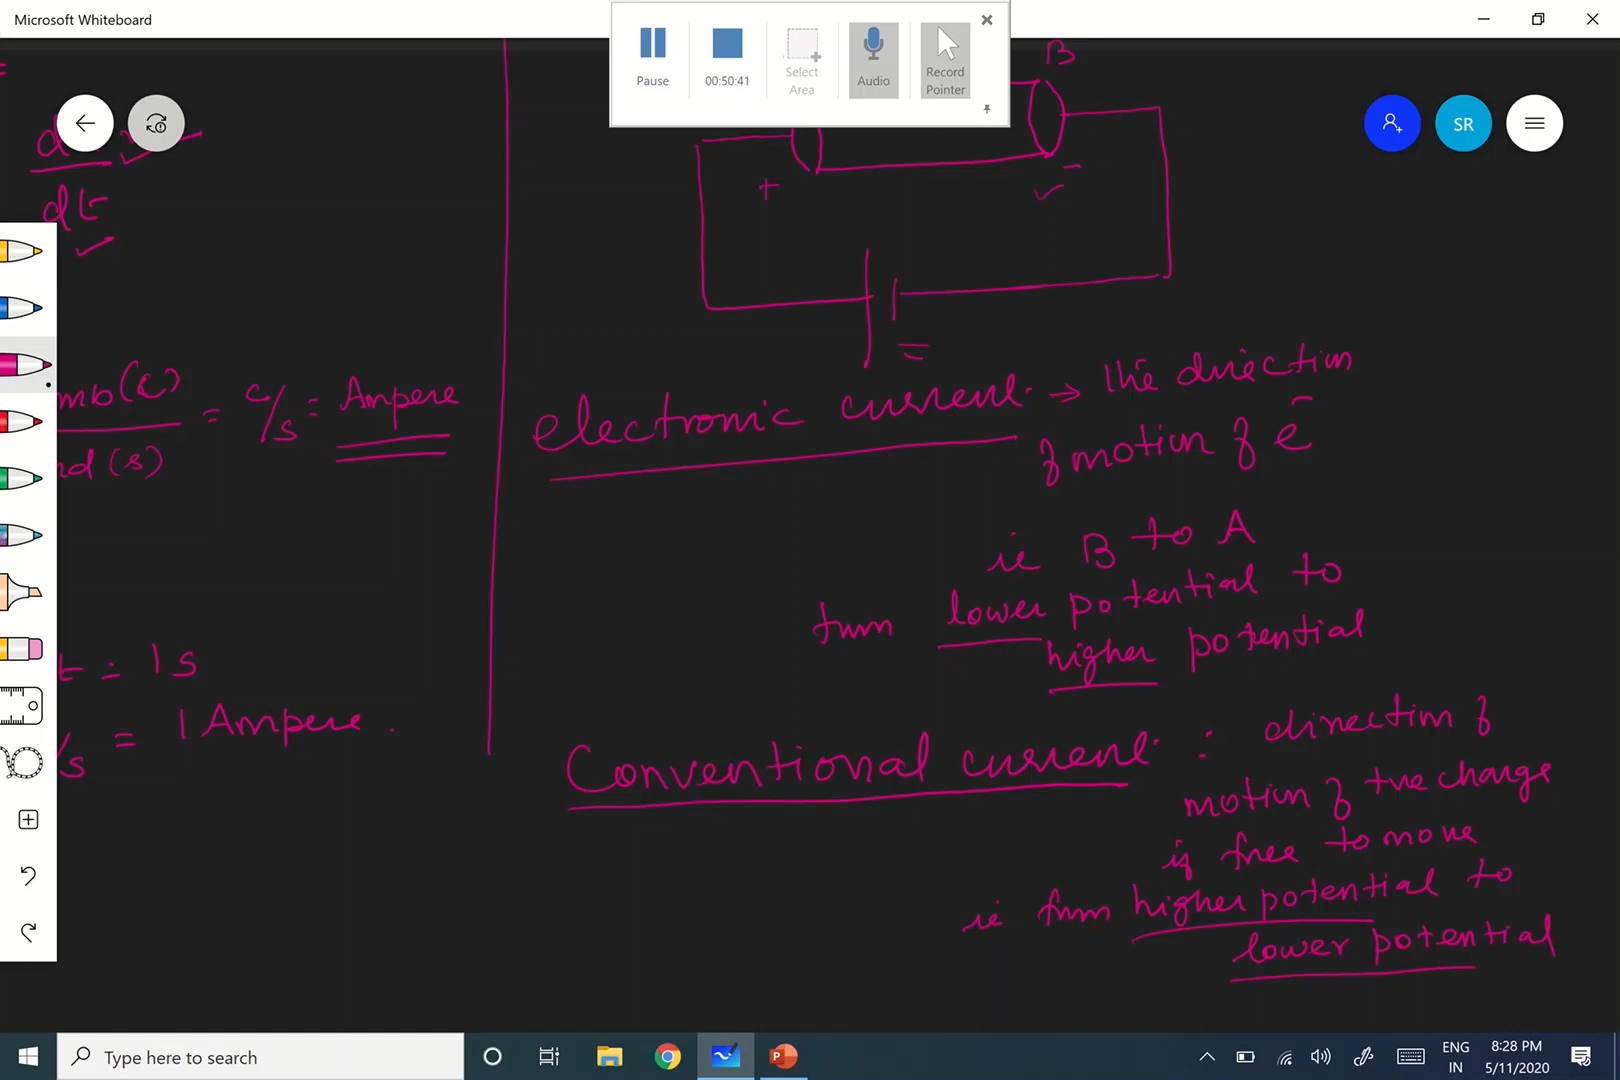 Microsoft Whiteboard
Pause
00:50:41
Select
Area
Audio
Record
Pointer
SR
dt
mb(C)
nd (s)
= C/s = Ampere
t = 1 s
/s = 1 Ampere.
B
+
-
electronic current. → the direction
of motion of e-
ie B to A
from lower potential to
higher potential
Conventional current : direction of
motion of +ve charge
if free to move
ie from higher potential to
lower potential
Type here to search
ENG
IN
8:28 PM
5/11/2020